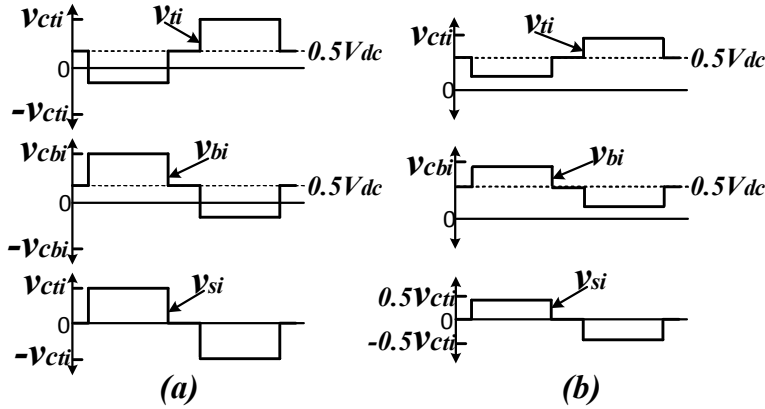 vcti
vti
0.5Vdc
0
-vcti
vcbi
vbi
0.5Vdc
0
-vcbi
vcti
vsi
0
-vcti
(a)
vcti
vti
0.5Vdc
0
vcbi
vbi
0.5Vdc
0
0.5vcti
vsi
0
-0.5vcti
(b)